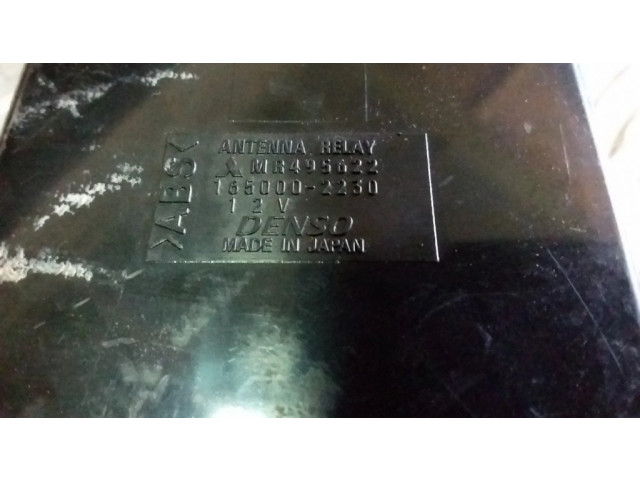 ANTENNA RELAY
MR495622
165000-2230
12V
DENSO
MADE IN JAPAN
>ABS<